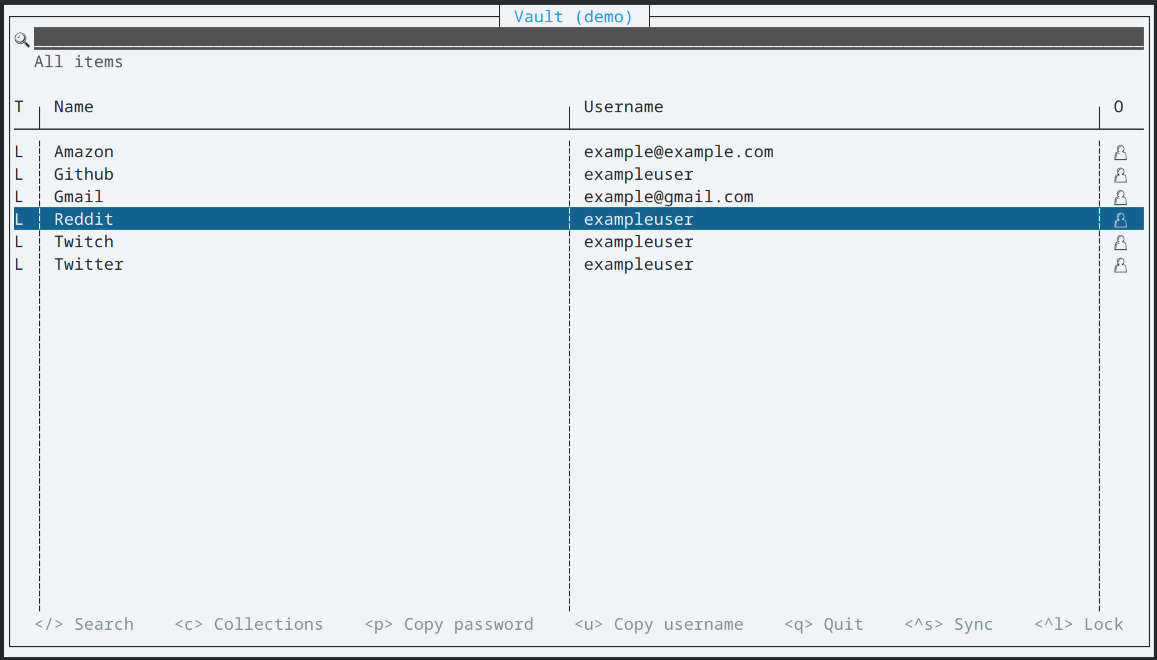 Vault (demo)
All items
T Name Username O
L Amazon example@example.com
L Github exampleuser
L Gmail example@gmail.com
L Reddit exampleuser
L Twitch exampleuser
L Twitter exampleuser
</> Search <c> Collections <p> Copy password <u> Copy username <q> Quit <^s> Sync <^l> Lock